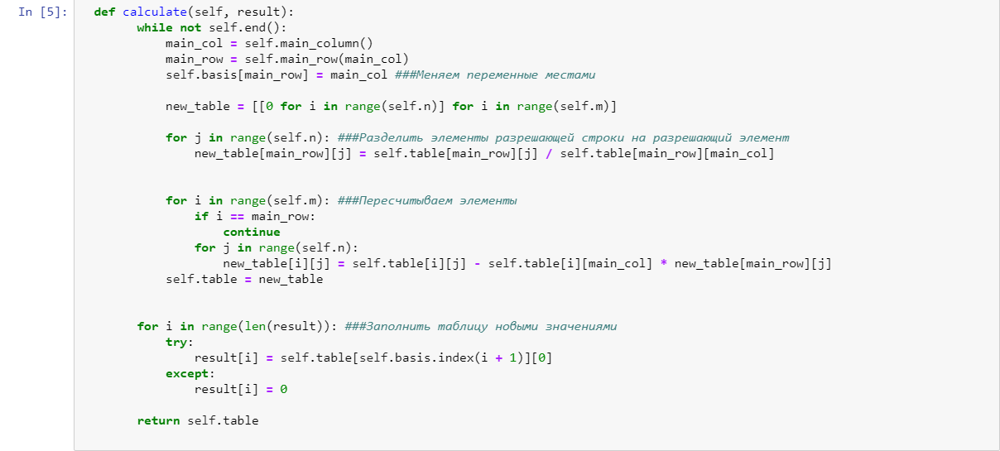 In [5]: def calculate(self, result):
while not self.end():
main_col = self.main_column()
main_row = self.main_row(main_col)
self.basis[main_row] = main_col ###Меняем переменные местами
new_table = [[0 for i in range(self.n)] for i in range(self.m)]
for j in range(self.n): ###Разделить элементы разрешающей строки на разрешающий элемент
new_table[main_row][j] = self.table[main_row][j] / self.table[main_row][main_col]
for i in range(self.m): ###Пересчитываем элементы
if i == main_row:
continue
for j in range(self.n):
new_table[i][j] = self.table[i][j] - self.table[i][main_col] * new_table[main_row][j]
self.table = new_table
for i in range(len(result)): ###Заполнить таблицу новыми значениями
try:
result[i] = self.table[self.basis.index(i + 1)][0]
except:
result[i] = 0
return self.table